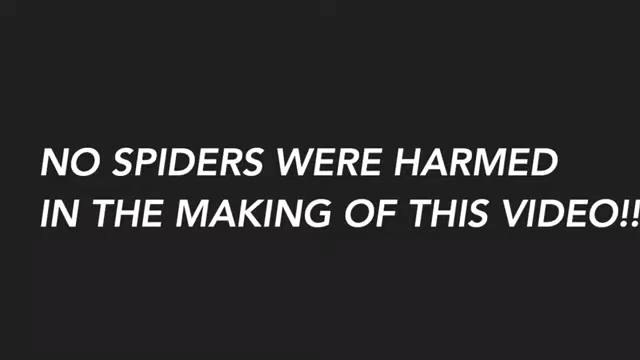 NO SPIDERS WERE HARMED
IN THE MAKING OF THIS VIDEO!!